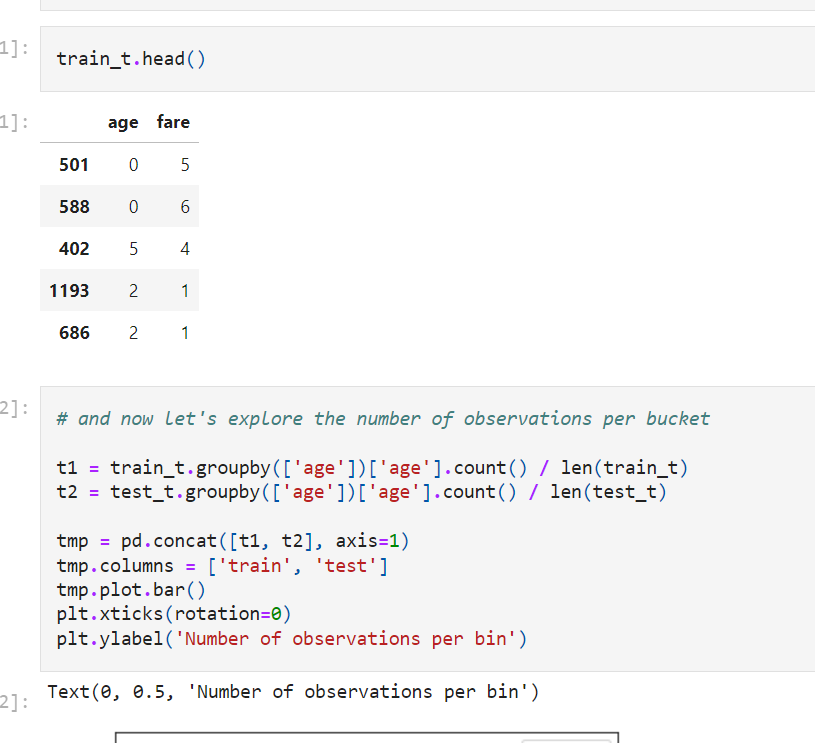 1]:
train_t.head()
1]:
age fare
501 0 5
588 0 6
402 5 4
1193 2 1
686 2 1
2]:
# and now let's explore the number of observations per bucket
t1 = train_t.groupby(['age'])['age'].count() / len(train_t)
t2 = test_t.groupby(['age'])['age'].count() / len(test_t)
tmp = pd.concat([t1, t2], axis=1)
tmp.columns = ['train', 'test']
tmp.plot.bar()
plt.xticks(rotation=0)
plt.ylabel('Number of observations per bin')
2]:
Text(0, 0.5, 'Number of observations per bin')